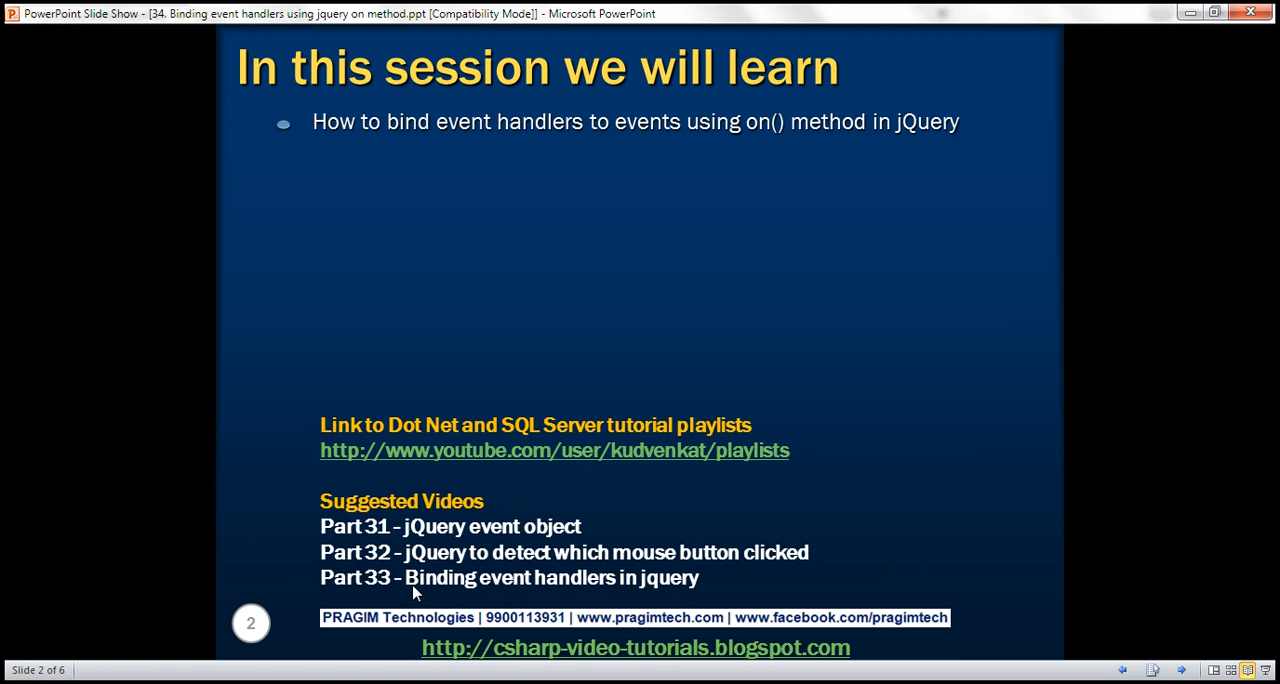 PowerPoint Slide Show - [34. Binding event handlers using jquery on method.ppt [Compatibility Mode]] - Microsoft PowerPoint
In this session we will learn
How to bind event handlers to events using on() method in jQuery
Link to Dot Net and SQL Server tutorial playlists
http://www.youtube.com/user/kudvenkat/playlists
Suggested Videos
Part 31 - jQuery event object
Part 32 - jQuery to detect which mouse button clicked
Part 33 - Binding event handlers in jquery
2
PRAGIM Technologies | 9900113931 | www.pragimtech.com | www.facebook.com/pragimtech
http://csharp-video-tutorials.blogspot.com
Slide 2 of 6